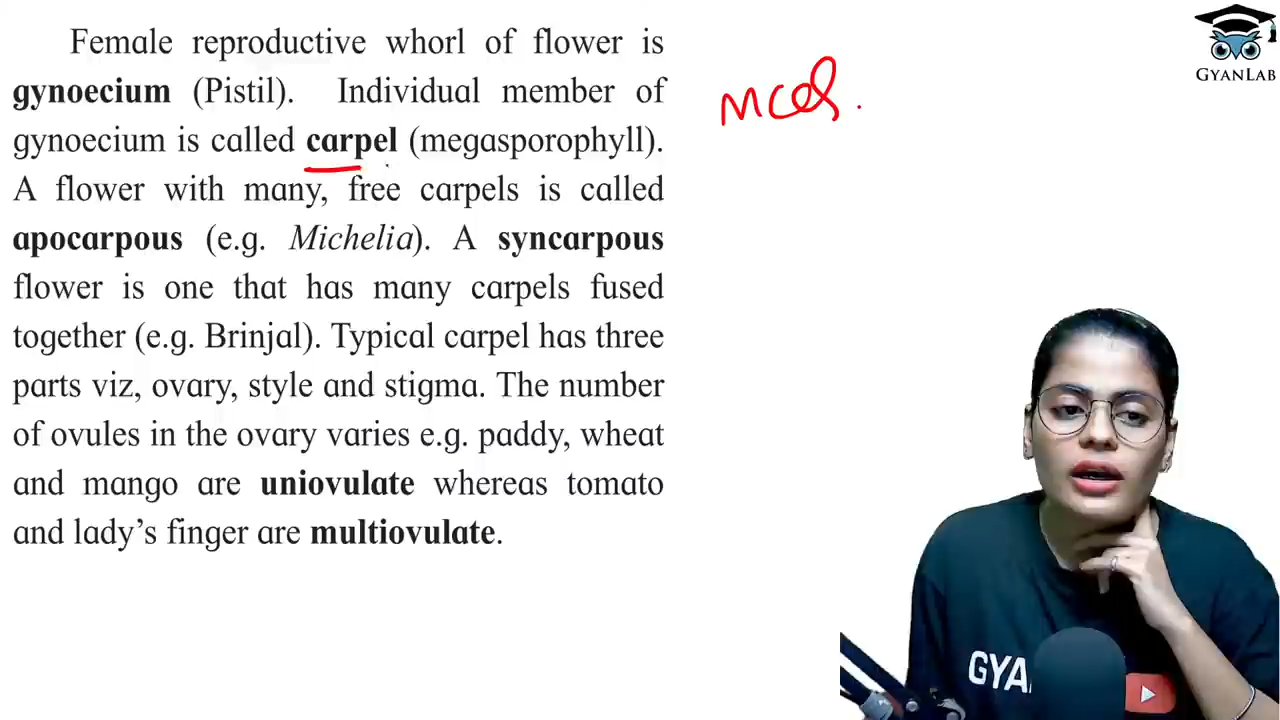 Female reproductive whorl of flower is
gynoecium (Pistil). Individual member of
gynoecium is called carpel (megasporophyll).
A flower with many, free carpels is called
apocarpous (e.g. Michelia). A syncarpous
flower is one that has many carpels fused
together (e.g. Brinjal). Typical carpel has three
parts viz, ovary, style and stigma. The number
of ovules in the ovary varies e.g. paddy, wheat
and mango are uniovulate whereas tomato
and lady’s finger are multiovulate.
GYANLAB
GYA